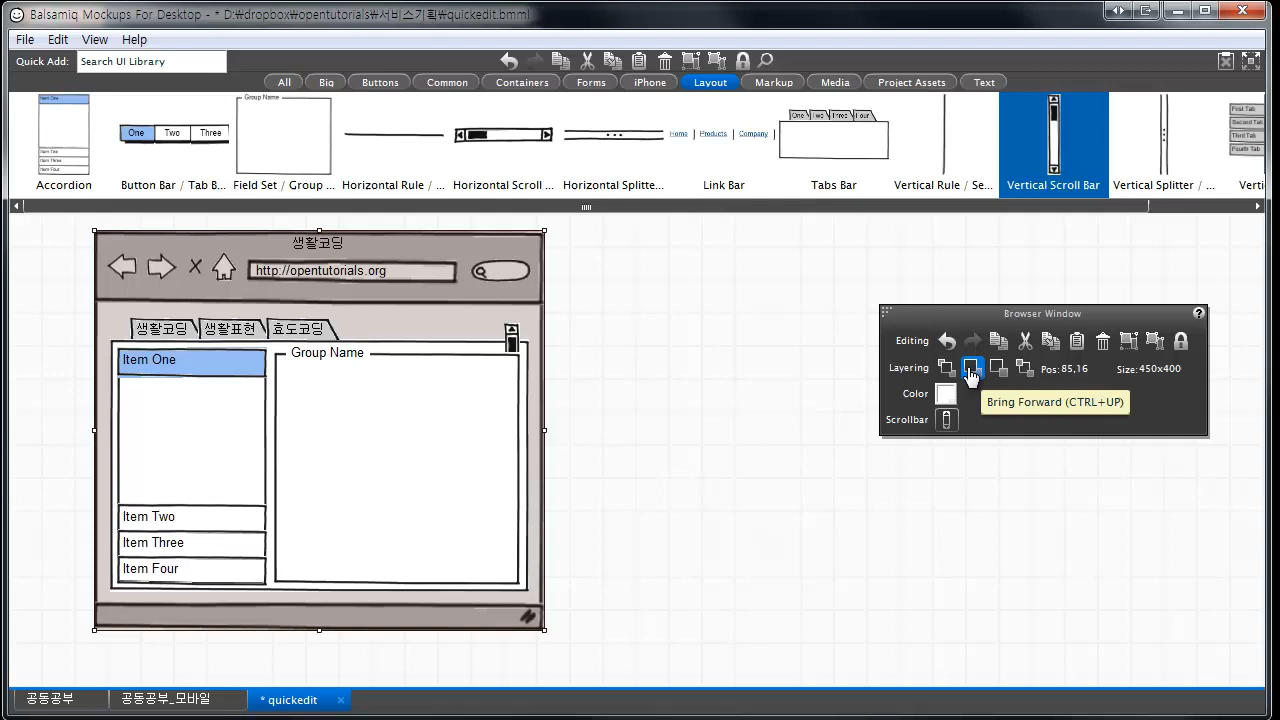 Balsamiq Mockups For Desktop - * D:₩dropbox₩opentutorials₩서비스기획₩quickedit.bmml
File Edit View Help
Quick Add: Search UI Library
All Big Buttons Common Containers Forms iPhone Layout Markup Media Project Assets Text
Item One
Item Two
Item Three
Item Four
One Two Three
Group Name
Home | Products | Company |
One Two Three Four
First Tab
Second Tab
Third Tab
Fourth Tab
Accordion
Button Bar / Tab B...
Field Set / Group ...
Horizontal Rule / ...
Horizontal Scroll ...
Horizontal Splitte...
Link Bar
Tabs Bar
Vertical Rule / Se...
Vertical Scroll Bar
Vertical Splitter / ...
Verti
생활코딩
http://opentutorials.org
생활코딩 생활표현 효도코딩
Item One
Group Name
Item Two
Item Three
Item Four
Browser Window ?
Editing
Layering Pos: 85,16 Size: 450x400
Color
Bring Forward (CTRL+UP)
Scrollbar
공동공부 공동공부_모바일 * quickedit